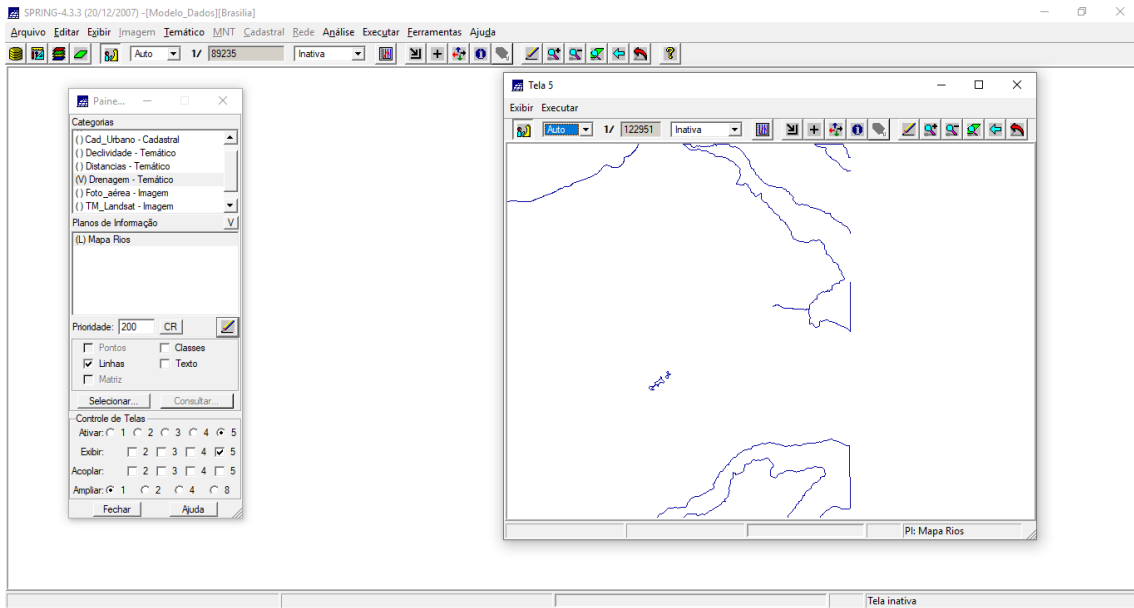 SPRING-4.3.3 (20/12/2007) -[Modelo_Dados][Brasilia]
Arquivo Editar Exibir Imagem Temático MNT Cadastral Rede Análise Executar Ferramentas Ajuda
Auto 1/ 89235 Inativa
Paine...
Categorias
( ) Cad_Urbano - Cadastral
( ) Declividade - Temático
( ) Distancias - Temático
(V) Drenagem - Temático
( ) Foto_aérea - Imagem
( ) TM_Landsat - Imagem
Planos de Informação V
(L) Mapa Rios
Prioridade: 200 CR
Pontos Classes
Linhas Texto
Matriz
Selecionar... Consultar...
Controle de Telas
Ativar: 1 2 3 4 5
Exibir: 2 3 4 5
Acoplar: 2 3 4 5
Ampliar: 1 2 4 8
Fechar Ajuda
Tela 5
Exibir Executar
Auto 1/ 122951 Inativa
PI: Mapa Rios
Tela inativa